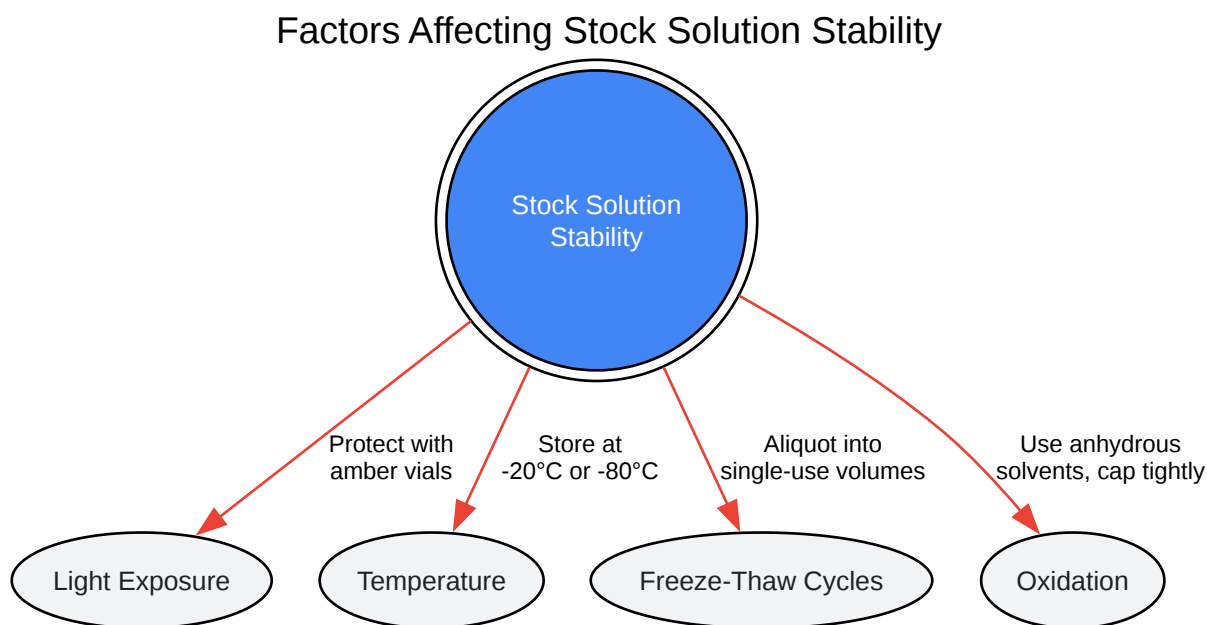 Factors Affecting Stock Solution Stability
Stock Solution
Stability
Protect with
amber vials
Store at
-20°C or -80°C
Aliquot into
single-use volumes
Use anhydrous
solvents, cap tightly
Light Exposure
Temperature
Freeze-Thaw Cycles
Oxidation